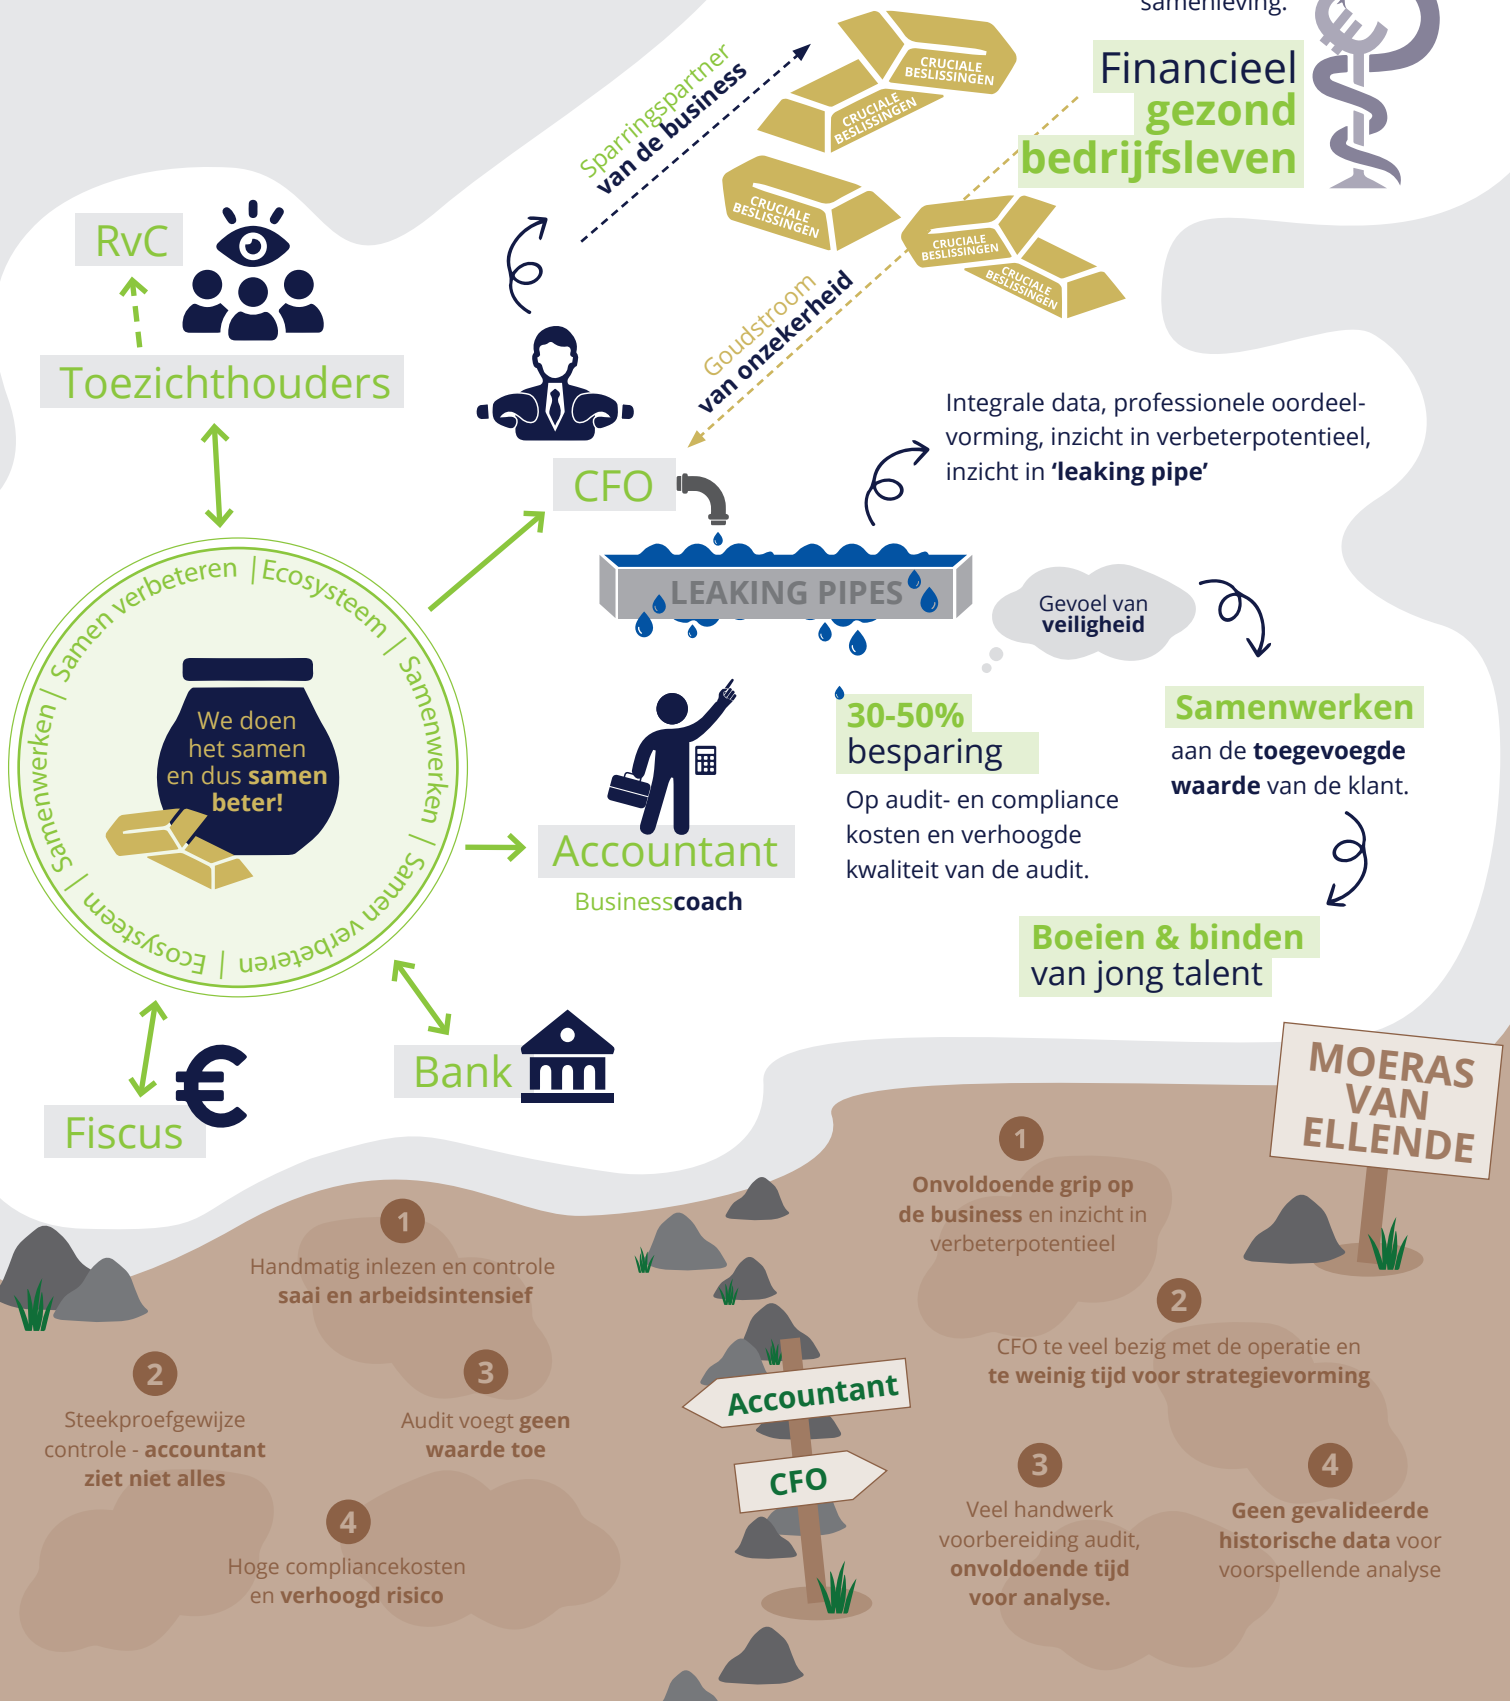 samenleving.
Financieel
gezond
bedrijfsleven
Sparringspartner
van de business
CRUCIALE
BESLISSINGEN
CRUCIALE
BESLISSINGEN
CRUCIALE
BESLISSINGEN
CRUCIALE
BESLISSINGEN
CRUCIALE
BESLISSINGEN
Goudstroom
van onzekerheid
RvC
Toezichthouders
CFO
Integrale data, professionele oordeel-
vorming, inzicht in verbeterpotentieel,
inzicht in ‘leaking pipe’
LEAKING PIPES
Gevoel van
veiligheid
Samen verbeteren | Ecosysteem | Samenwerken | Samen verbeteren | Ecosysteem | Samenwerken |
We doen
het samen
en dus samen
beter!
30-50%
besparing
Op audit- en compliance
kosten en verhoogde
kwaliteit van de audit.
Samenwerken
aan de toegevoegde
waarde van de klant.
Accountant
Businesscoach
Boeien & binden
van jong talent
Bank
Fiscus
MOERAS
VAN
ELLENDE
1
Handmatig inlezen en controle
saai en arbeidsintensief
2
Steekproefgewijze
controle - accountant
ziet niet alles
3
Audit voegt geen
waarde toe
4
Hoge compliancekosten
en verhoogd risico
Accountant
CFO
1
Onvoldoende grip op
de business en inzicht in
verbeterpotentieel
2
CFO te veel bezig met de operatie en
te weinig tijd voor strategievorming
3
Veel handwerk
voorbereiding audit,
onvoldoende tijd
voor analyse.
4
Geen gevalideerde
historische data voor
voorspellende analyse